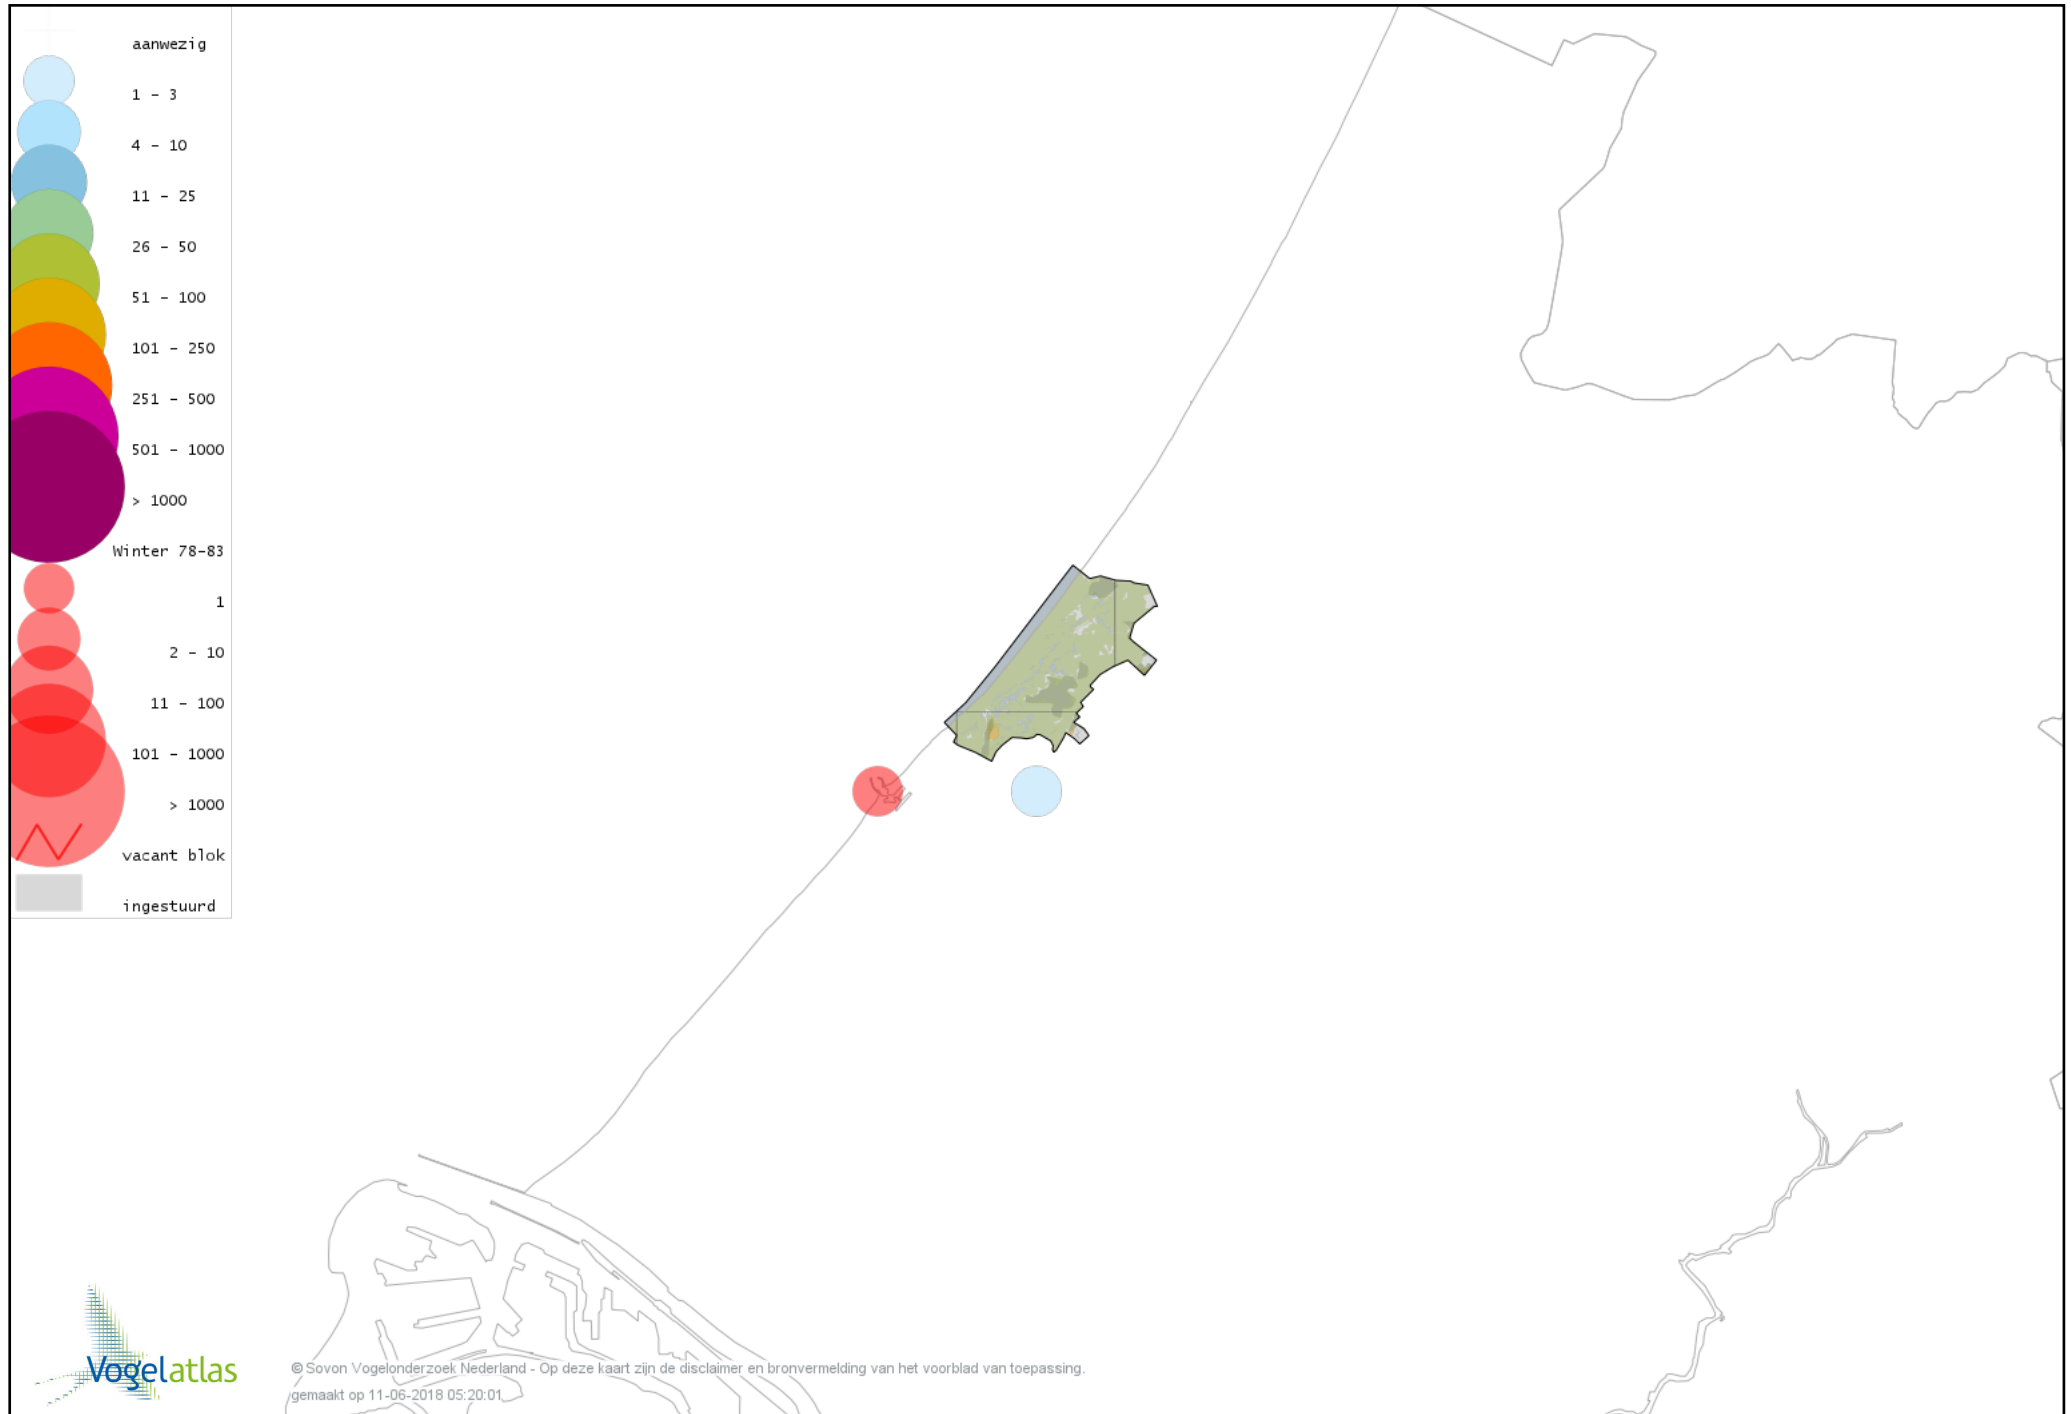 aanwezig
1 - 3
4 - 10
11 - 25
26 - 50
51 - 100
101 - 250
251 - 500
501 - 1000
> 1000
Winter 78-83
1
2 - 10
11 - 100
101 - 1000
> 1000
vacant blok
ingestuurd
Vogelatlas
© Sovon Vogelonderzoek Nederland - Op deze kaart zijn de disclaimer en bronvermelding van het voorblad van toepassing.
gemaakt op 11-06-2018 05:20:01